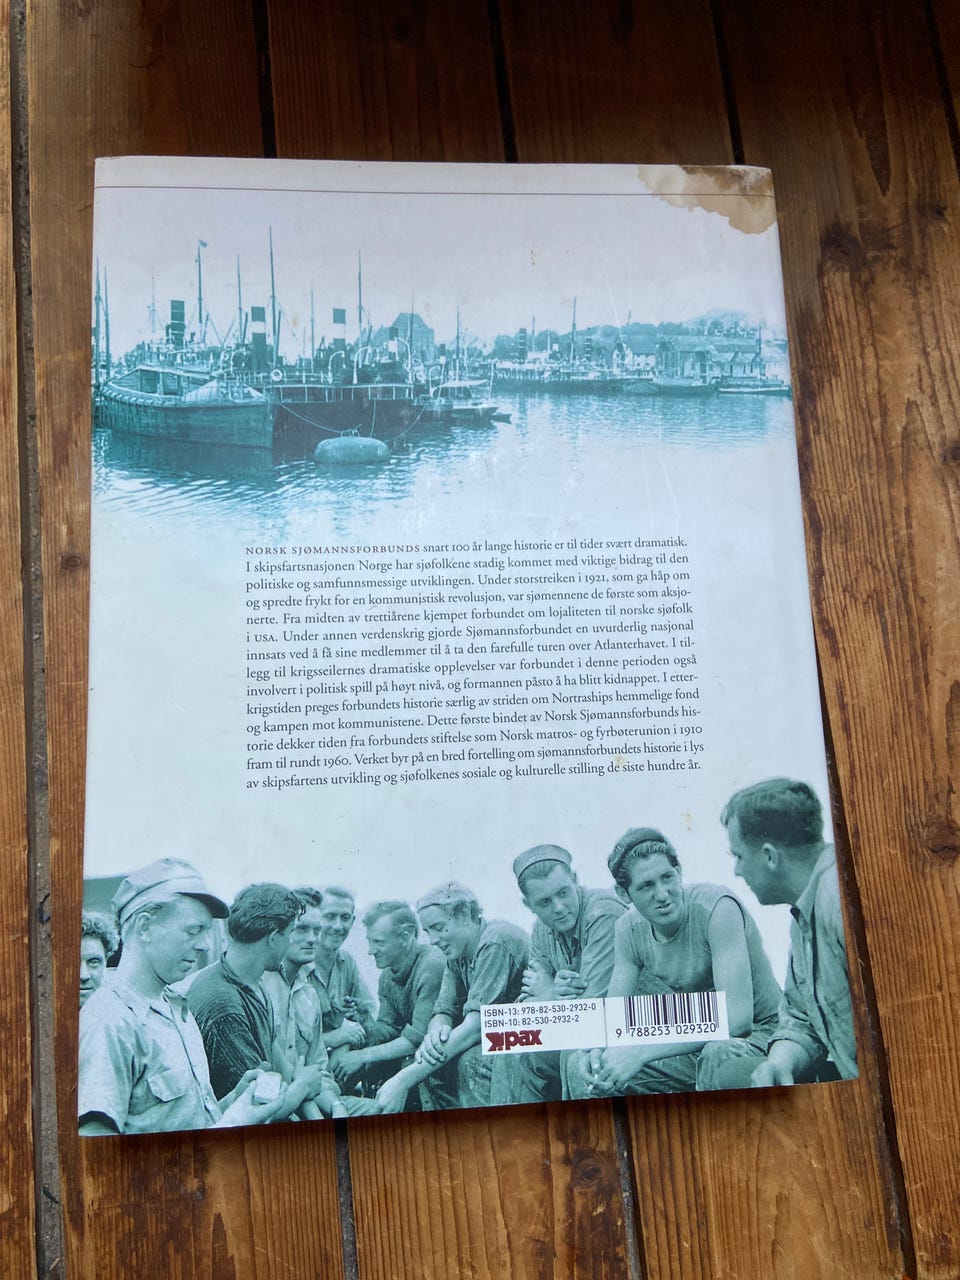 NORSK SJØMANNSFORBUNDS snart 100 år lange historie er til tider svært dramatisk.
I skipsfartsnasjonen Norge har sjøfolkene stadig kommet med viktige bidrag til den
politiske og samfunnsmessige utviklingen. Under storstreiken i 1921, som ga håp om
og spredte frykt for en kommunistisk revolusjon, var sjømennene de første som aksjo-
nerte. Fra midten av trettiårene kjempet forbundet om lojaliteten til norske sjøfolk
i USA. Under annen verdenskrig gjorde Sjømannsforbundet en uvurderlig nasjonal
innsats ved å få sine medlemmer til å ta den farefulle turen over Atlanterhavet. I til-
legg til krigsseilernes dramatiske opplevelser var forbundet i denne perioden også
involvert i politisk spill på høyt nivå, og formannen påsto å ha blitt kidnappet. I etter-
krigstiden preges forbundets historie særlig av striden om Nortraships hemmelige fond
og kampen mot kommunistene. Dette første bindet av Norsk Sjømannsforbunds his-
torie dekker tiden fra forbundets stiftelse som Norsk matros- og fyrbøterunion i 1910
fram til rundt 1960. Verket byr på en bred fortelling om sjømannsforbundets historie i lys
av skipsfartens utvikling og sjøfolkenes sosiale og kulturelle stilling de siste hundre år.
ISBN-13: 978-82-530-2932-0
ISBN-10: 82-530-2932-2
pax
9 788253 029320